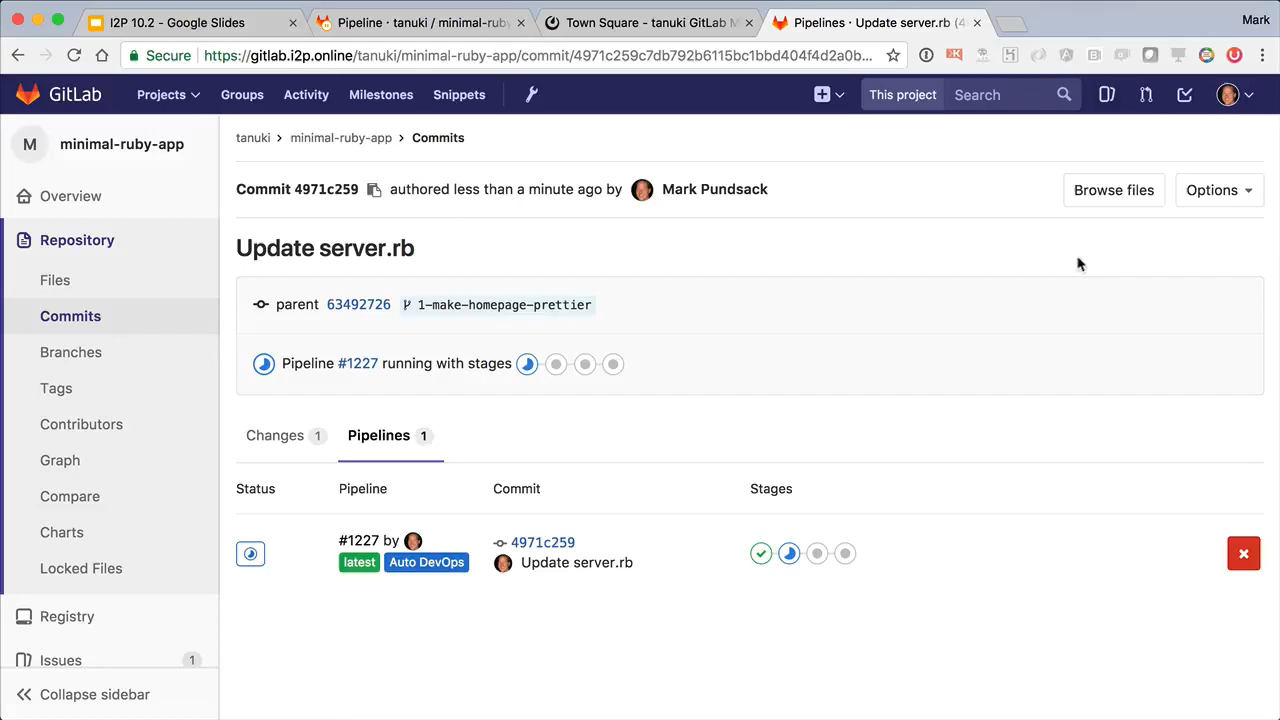 I2P 10.2 - Google Slides
Pipeline · tanuki / minimal-ruby
Town Square - tanuki GitLab M
Pipelines · Update server.rb (4
Mark
Secure https://gitlab.i2p.online/tanuki/minimal-ruby-app/commit/4971c259c7db792b6115bc1bbd404f4d2a0b...
GitLab Projects Groups Activity Milestones Snippets This project Search
M minimal-ruby-app
Overview
Repository
Files
Commits
Branches
Tags
Contributors
Graph
Compare
Charts
Locked Files
Registry
Issues 1
Collapse sidebar
tanuki › minimal-ruby-app › Commits
Commit 4971c259 authored less than a minute ago by Mark Pundsack
Browse files Options
Update server.rb
parent 63492726 1-make-homepage-prettier
Pipeline #1227 running with stages
Changes 1 Pipelines 1
Status Pipeline Commit Stages
#1227 by 4971c259
latest Auto DevOps Update server.rb